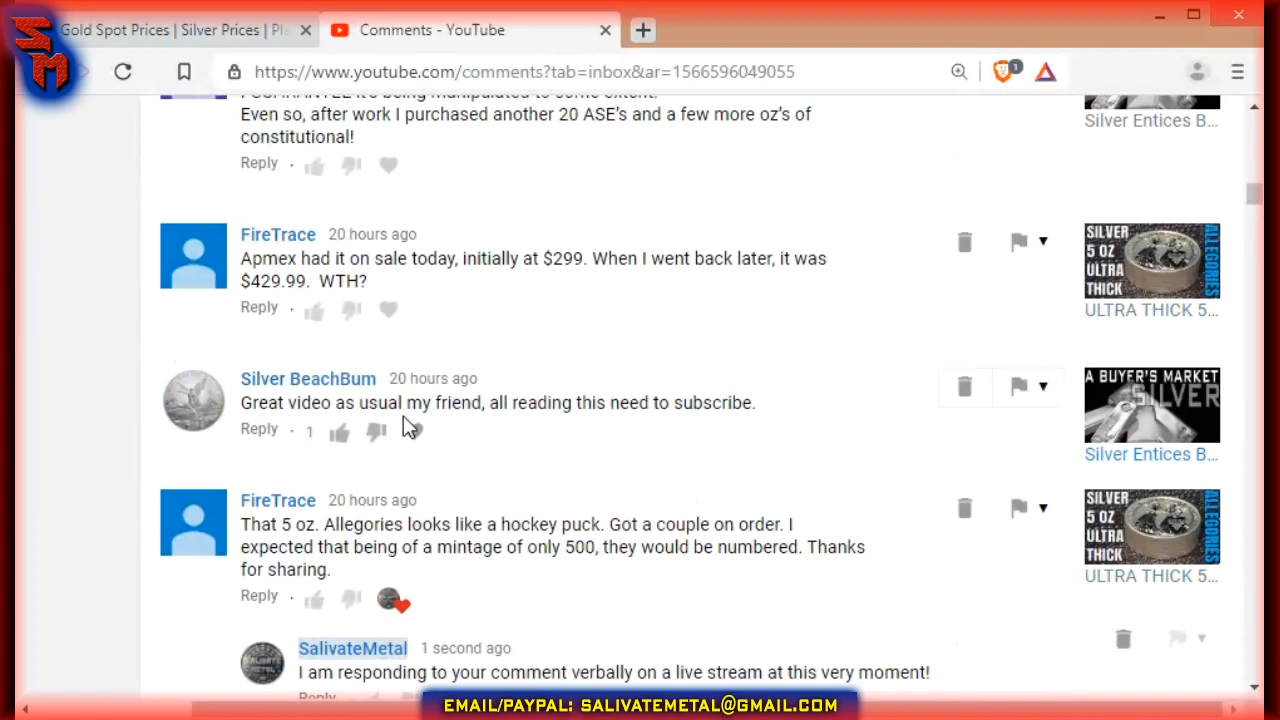 SM
Gold Spot Prices | Silver Prices | Pl
Comments - YouTube
https://www.youtube.com/comments?tab=inbox&ar=1566596049055
1
Even so, after work I purchased another 20 ASE's and a few more oz's of
constitutional!
Reply ·
Silver Entices B...
FireTrace 20 hours ago
Apmex had it on sale today, initially at $299. When I went back later, it was
$429.99. WTH?
Reply ·
SILVER
5 OZ
ULTRA
THICK
ALLEGORIES
ULTRA THICK 5...
Silver BeachBum 20 hours ago
Great video as usual my friend, all reading this need to subscribe.
Reply · 1
A BUYER'S MARKET
SILVER
Silver Entices B...
FireTrace 20 hours ago
That 5 oz. Allegories looks like a hockey puck. Got a couple on order. I
expected that being of a mintage of only 500, they would be numbered. Thanks
for sharing.
Reply ·
SILVER
5 OZ
ULTRA
THICK
ALLEGORIES
ULTRA THICK 5...
SalivateMetal 1 second ago
I am responding to your comment verbally on a live stream at this very moment!
Reply
EMAIL/PAYPAL: SALIVATEMETAL@GMAIL.COM